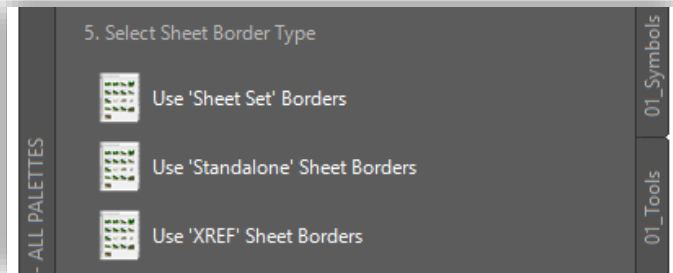 5. Select Sheet Border Type
Use 'Sheet Set' Borders
Use 'Standalone' Sheet Borders
Use 'XREF' Sheet Borders
- ALL PALETTES
01_Symbols
01_Tools